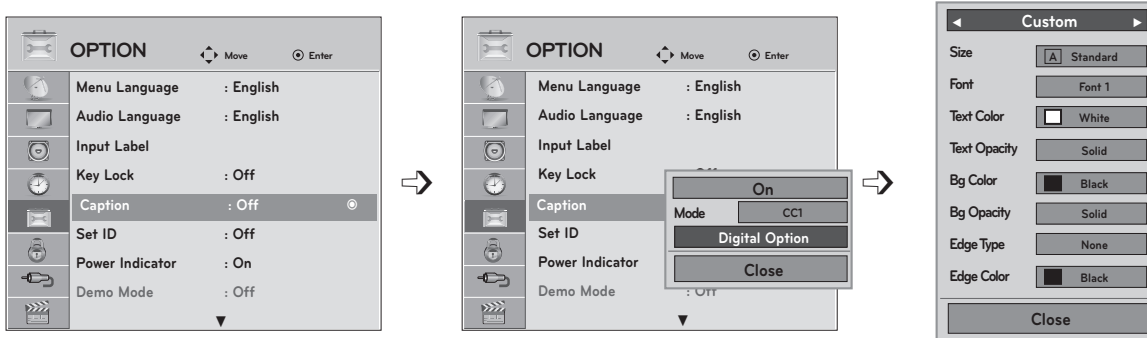 OPTION Move Enter
Menu Language : English
Audio Language : English
Input Label
Key Lock : Off
Caption : Off
Set ID : Off
Power Indicator : On
Demo Mode : Off
OPTION Move Enter
Menu Language : English
Audio Language : English
Input Label
Key Lock
Caption
Set ID
Power Indicator
Demo Mode : Off
On
Mode CC1
Digital Option
Close
◄ Custom ►
Size A Standard
Font Font 1
Text Color White
Text Opacity Solid
Bg Color Black
Bg Opacity Solid
Edge Type None
Edge Color Black
Close